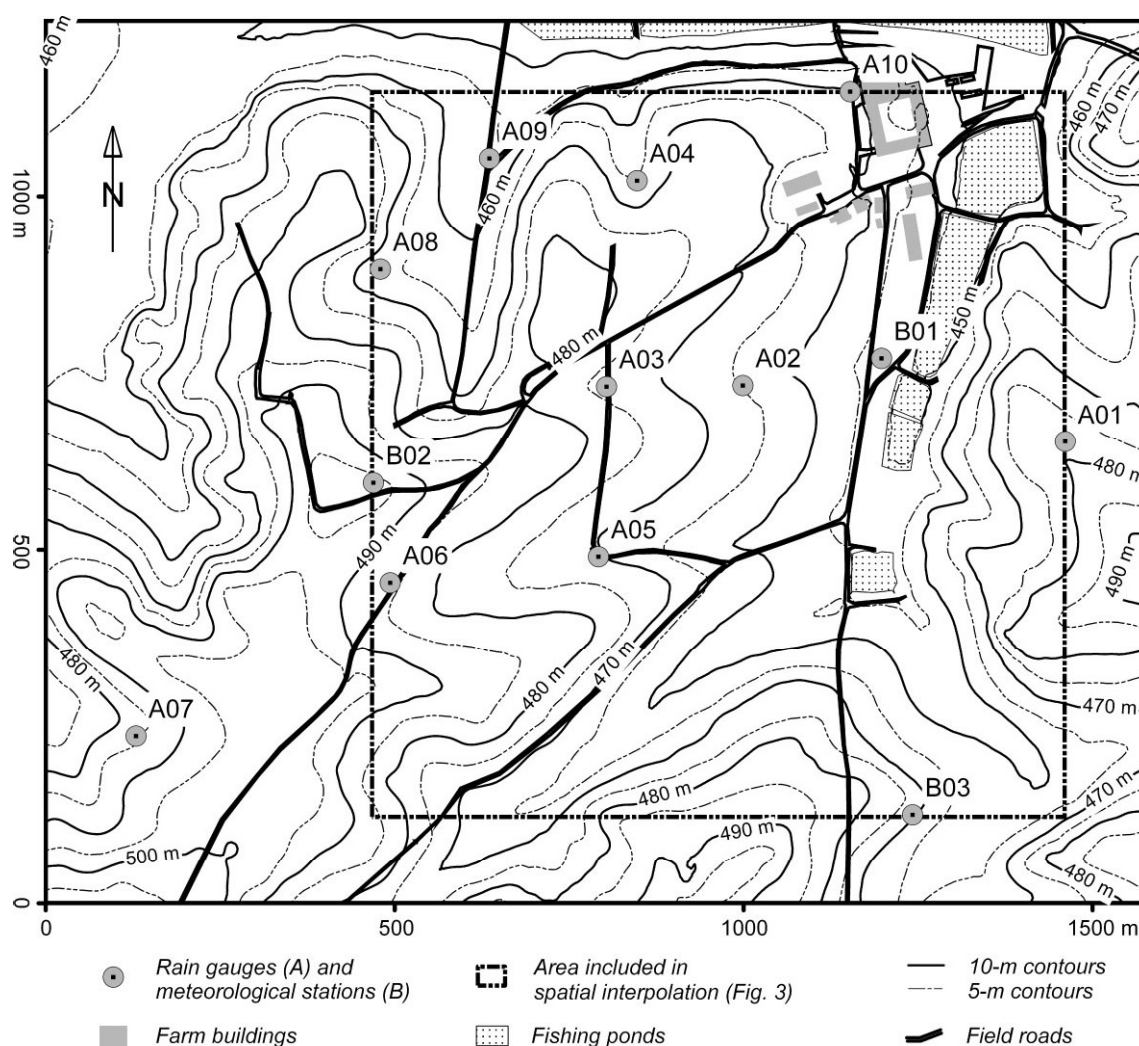 460 m
A10
A09
A04
460 m
470 m
N
460 m
1000 m
A08
450 m
480 m
B01
A03
A02
A01
480 m
B02
A05
490 m
A06
500
490 m
470 m
480 m
480 m
A07
470 m
480 m
B03
470 m
490 m
500 m
480 m
0
0
500
1000
1500 m
Rain gauges (A) and
meteorological stations (B)
Area included in
spatial interpolation (Fig. 3)
10-m contours
5-m contours
Farm buildings
Fishing ponds
Field roads